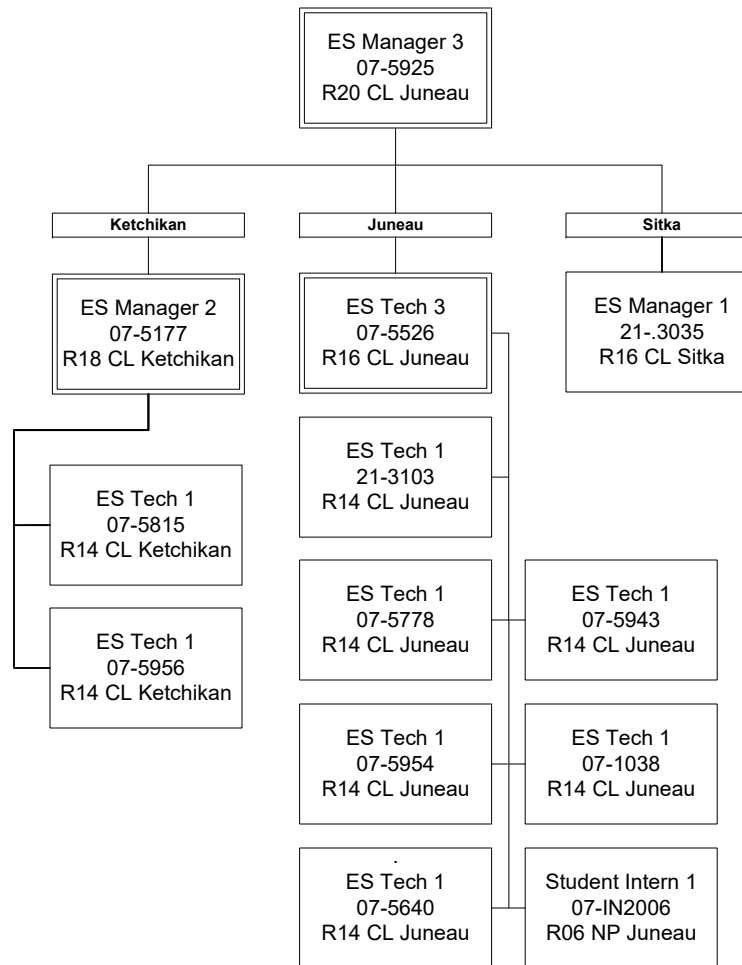 ES Manager 3
07-5925
R20 CL Juneau
Ketchikan
Juneau
Sitka
ES Manager 2
07-5177
R18 CL Ketchikan
ES Tech 3
07-5526
R16 CL Juneau
ES Manager 1
21-.3035
R16 CL Sitka
ES Tech 1
21-3103
R14 CL Juneau
ES Tech 1
07-5815
R14 CL Ketchikan
ES Tech 1
07-5778
R14 CL Juneau
ES Tech 1
07-5943
R14 CL Juneau
ES Tech 1
07-5956
R14 CL Ketchikan
ES Tech 1
07-5954
R14 CL Juneau
ES Tech 1
07-1038
R14 CL Juneau
.
ES Tech 1
07-5640
R14 CL Juneau
Student Intern 1
07-IN2006
R06 NP Juneau